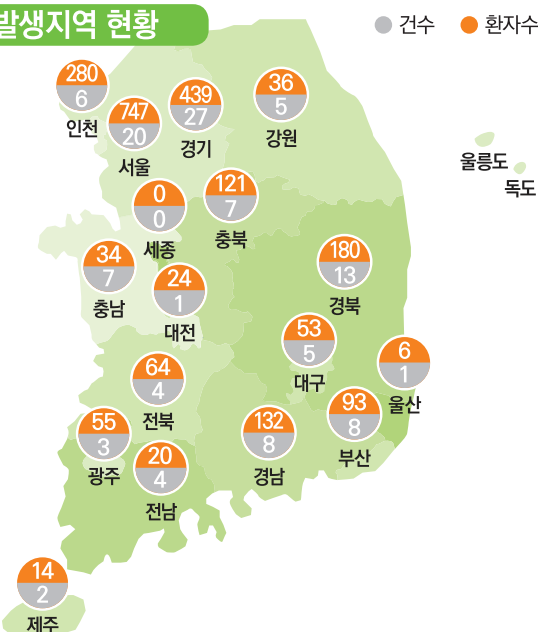 발생지역 현황
건수
환자수
280
6
인천
747
20
서울
439
27
경기
36
5
강원
울릉도
독도
0
0
세종
121
7
충북
34
7
충남
24
1
대전
180
13
경북
53
5
대구
6
1
울산
64
4
전북
93
8
부산
55
3
광주
20
4
전남
132
8
경남
14
2
제주